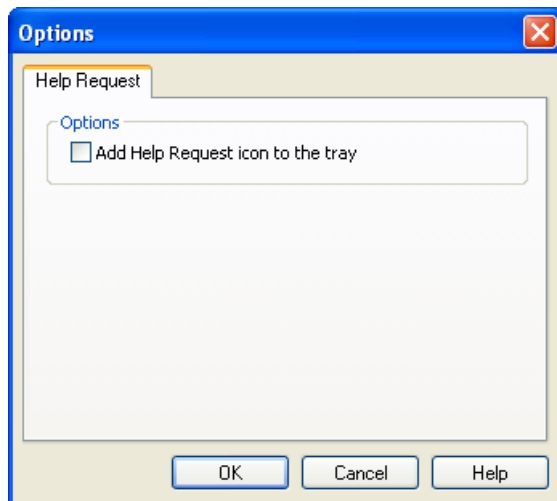 Options
Help Request
Options
Add Help Request icon to the tray
OK Cancel Help